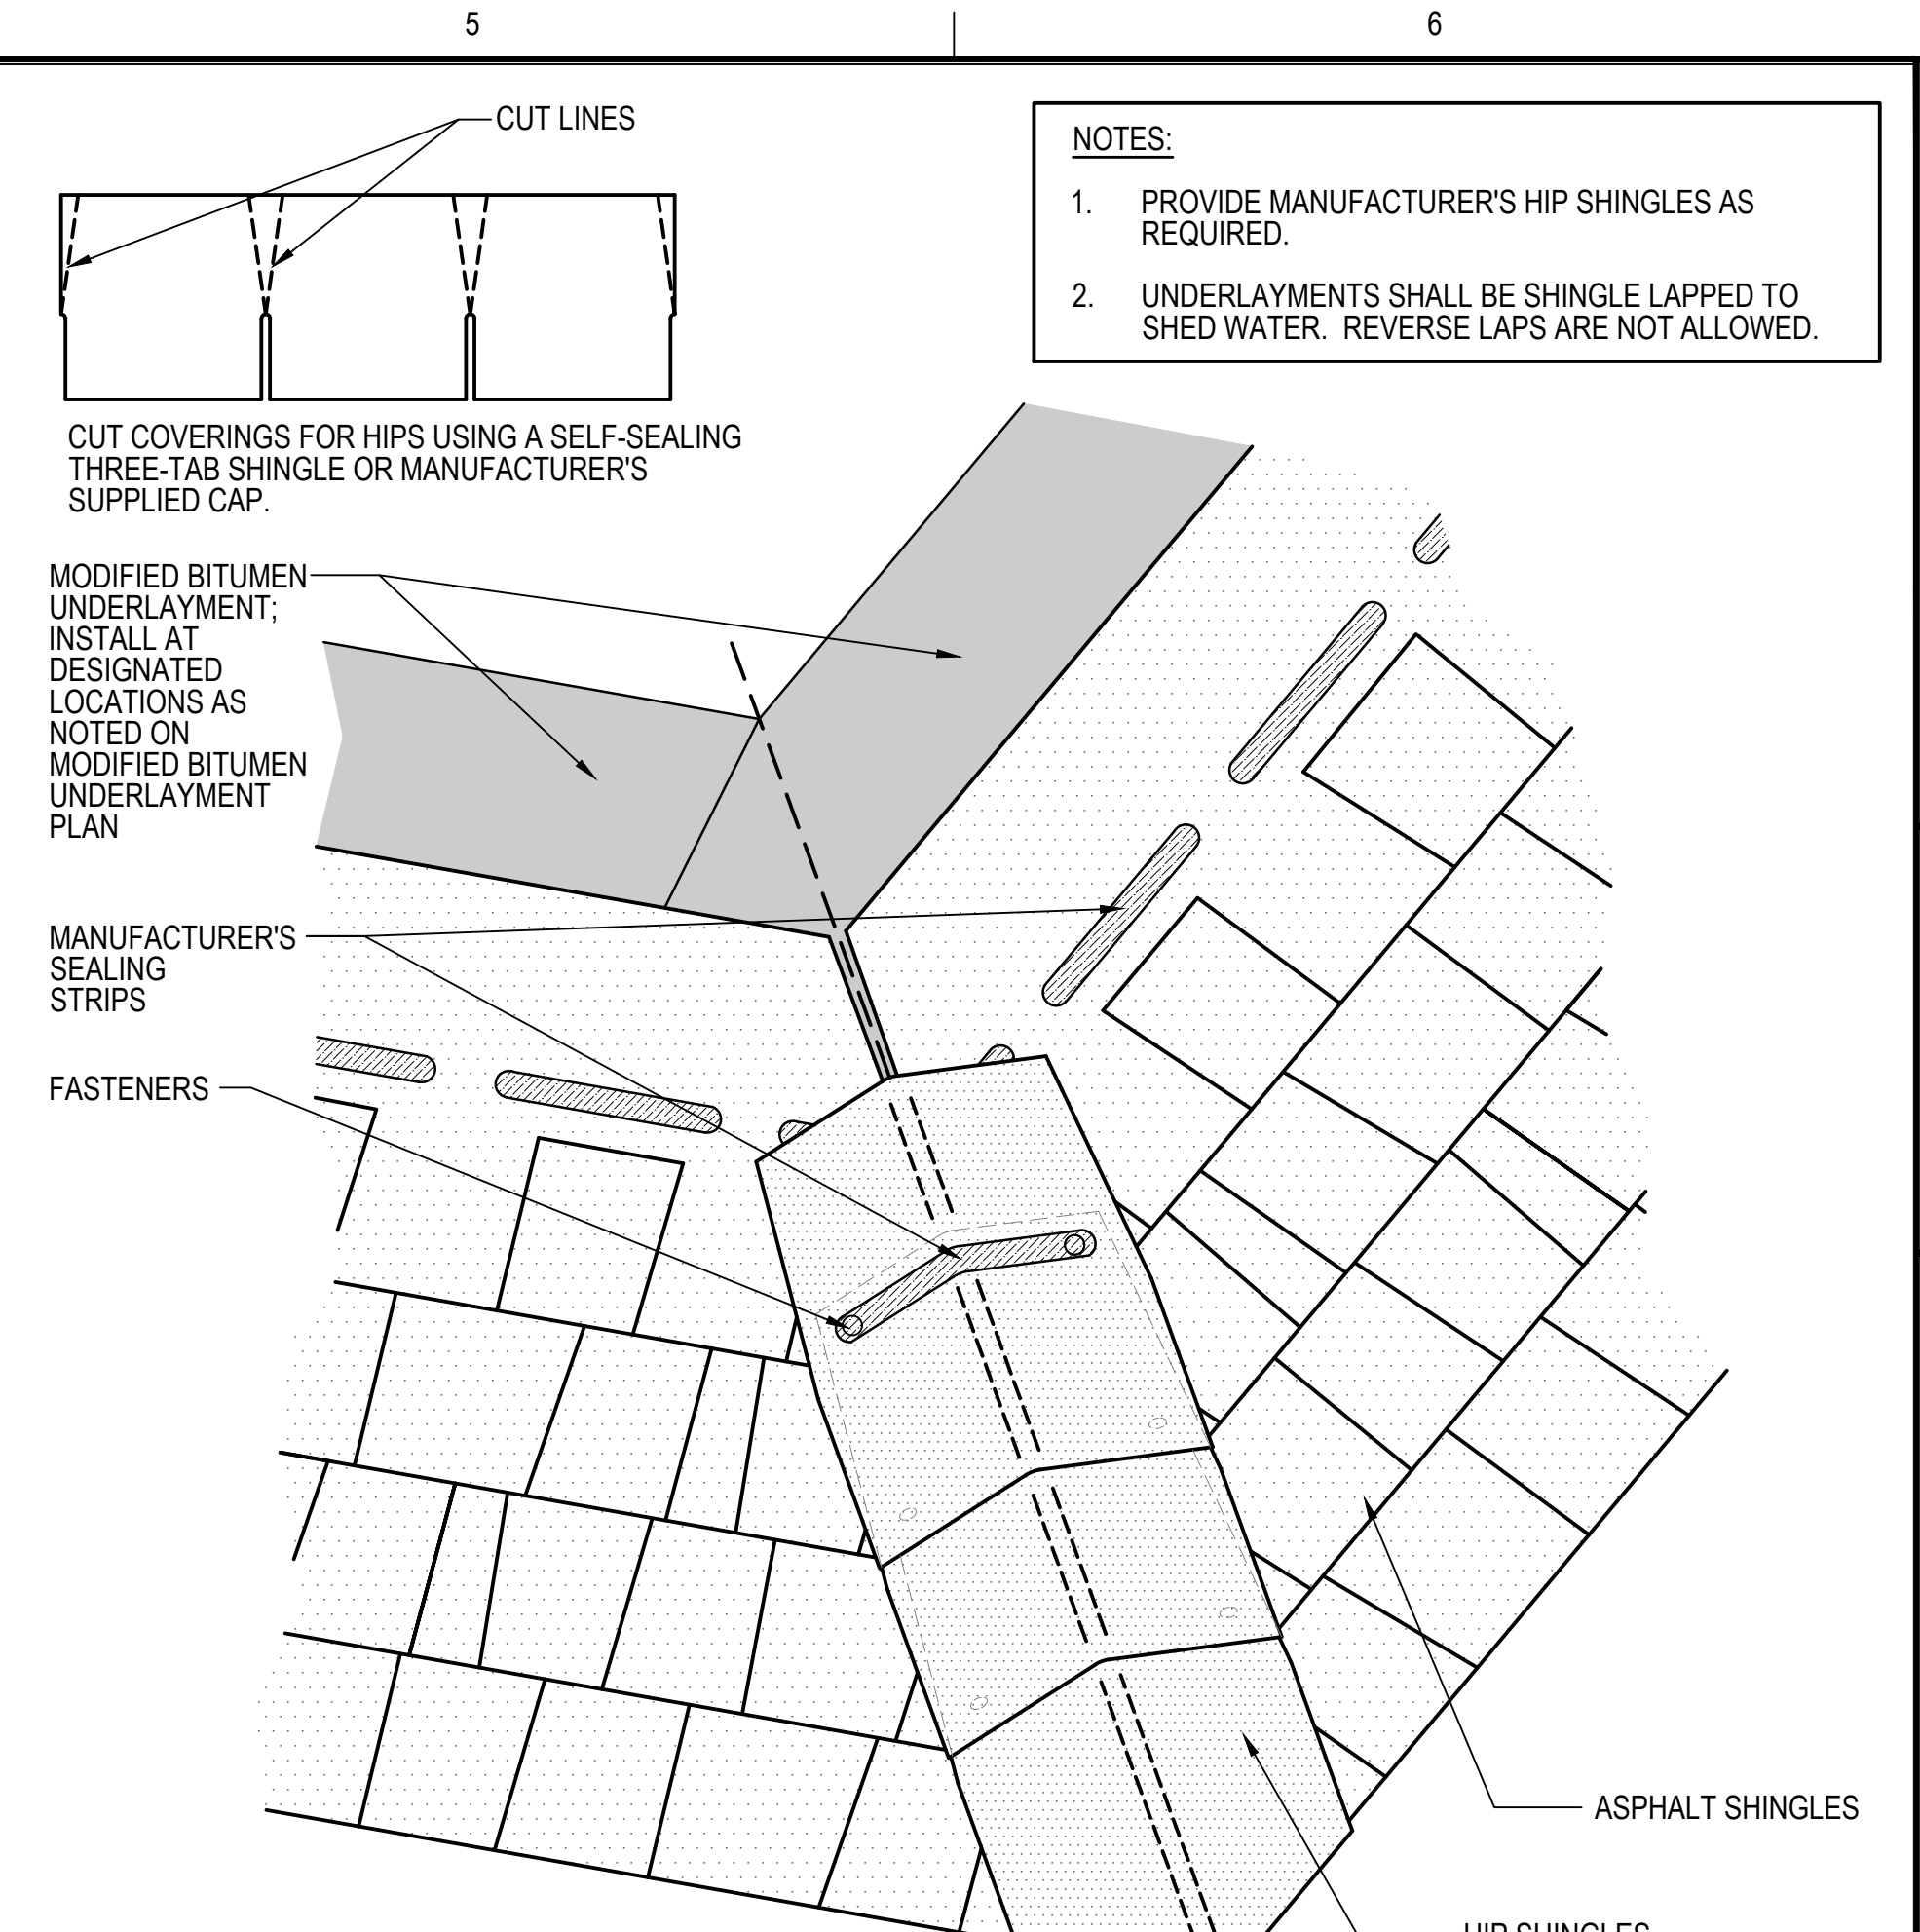 5
6
CUT LINES
NOTES:
1. PROVIDE MANUFACTURER'S HIP SHINGLES AS
REQUIRED.
2. UNDERLAYMENTS SHALL BE SHINGLE LAPPED TO
SHED WATER. REVERSE LAPS ARE NOT ALLOWED.
CUT COVERINGS FOR HIPS USING A SELF-SEALING
THREE-TAB SHINGLE OR MANUFACTURER'S
SUPPLIED CAP.
MODIFIED BITUMEN
UNDERLAYMENT;
INSTALL AT
DESIGNATED
LOCATIONS AS
NOTED ON
MODIFIED BITUMEN
UNDERLAYMENT
PLAN
MANUFACTURER'S
SEALING
STRIPS
FASTENERS
ASPHALT SHINGLES
HIP SHINGLES